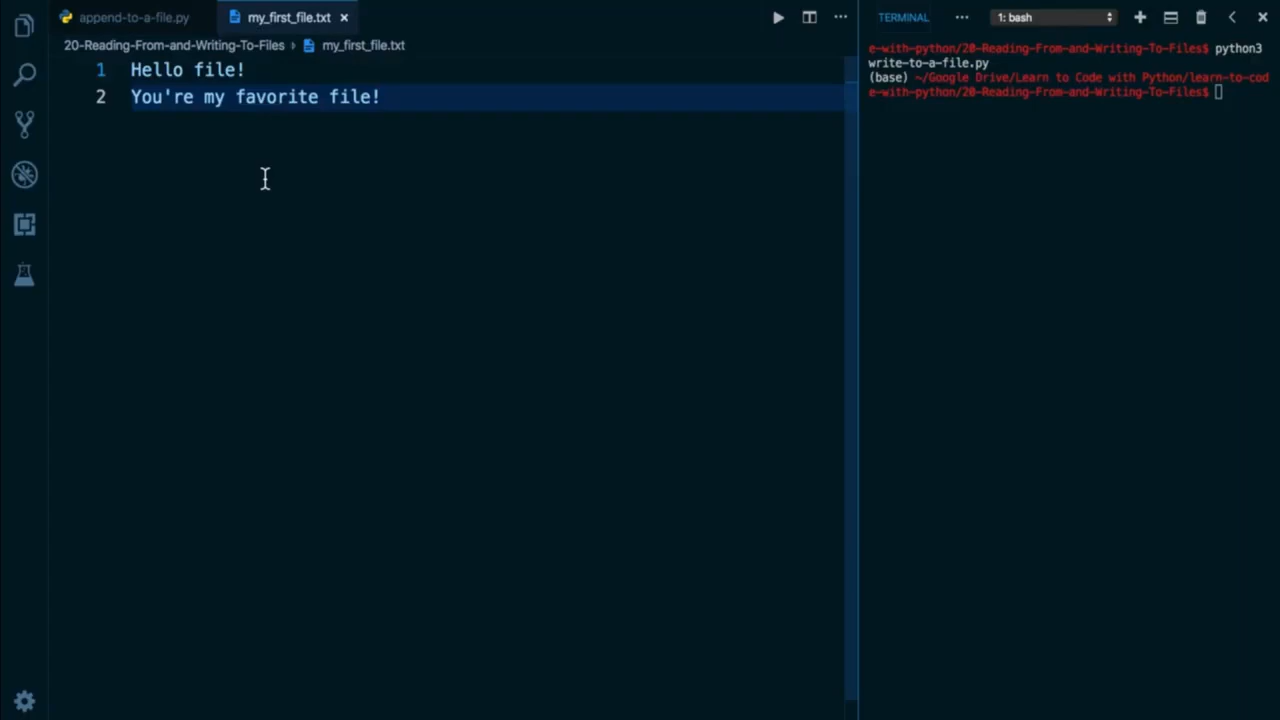 append-to-a-file.py
my_first_file.txt
20-Reading-From-and-Writing-To-Files
my_first_file.txt
1 Hello file!
2 You're my favorite file!
TERMINAL
1: bash
e-with-python/20-Reading-From-and-Writing-To-Files$ python3
write-to-a-file.py
(base) ~/Google Drive/Learn to Code with Python/learn-to-cod
e-with-python/20-Reading-From-and-Writing-To-Files$